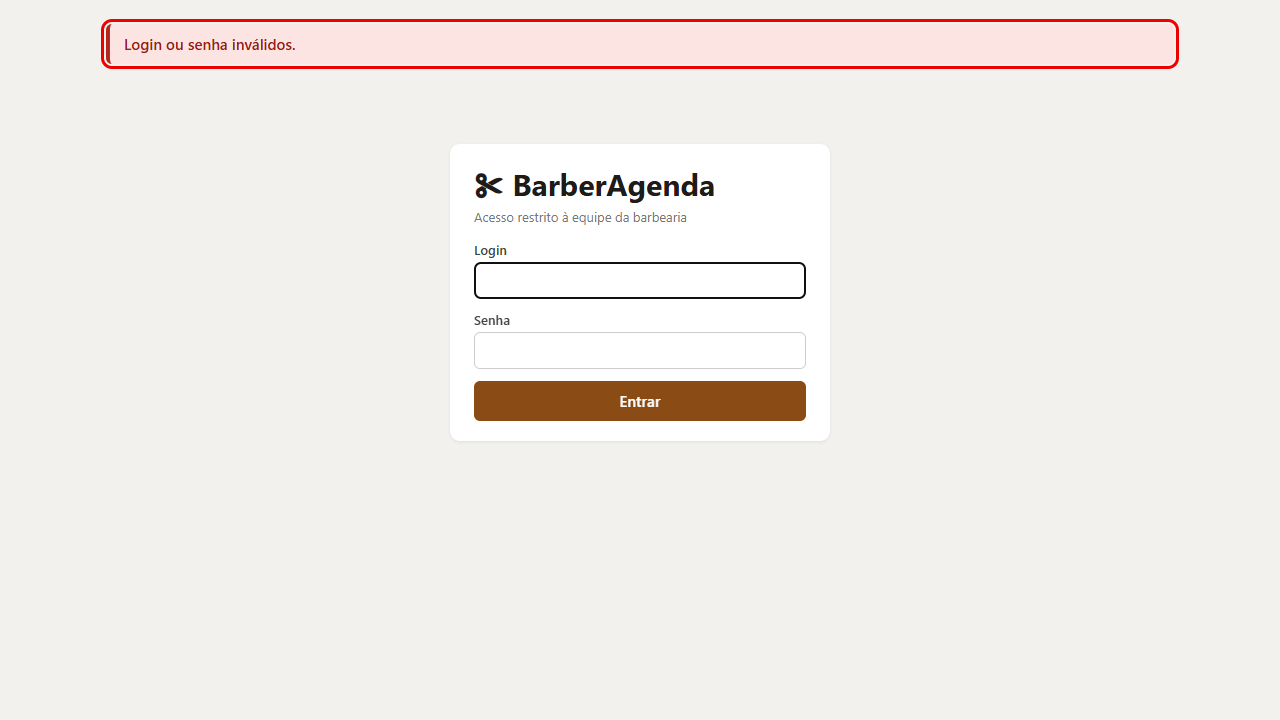 Login ou senha inválidos.
BarberAgenda
Acesso restrito à equipe da barbearia
Login
Senha
Entrar